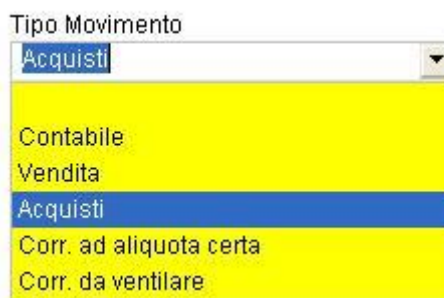 Tipo Movimento
Acquisti
Contabile
Vendita
Acquisti
Corr. ad aliquota certa
Corr. da ventilare